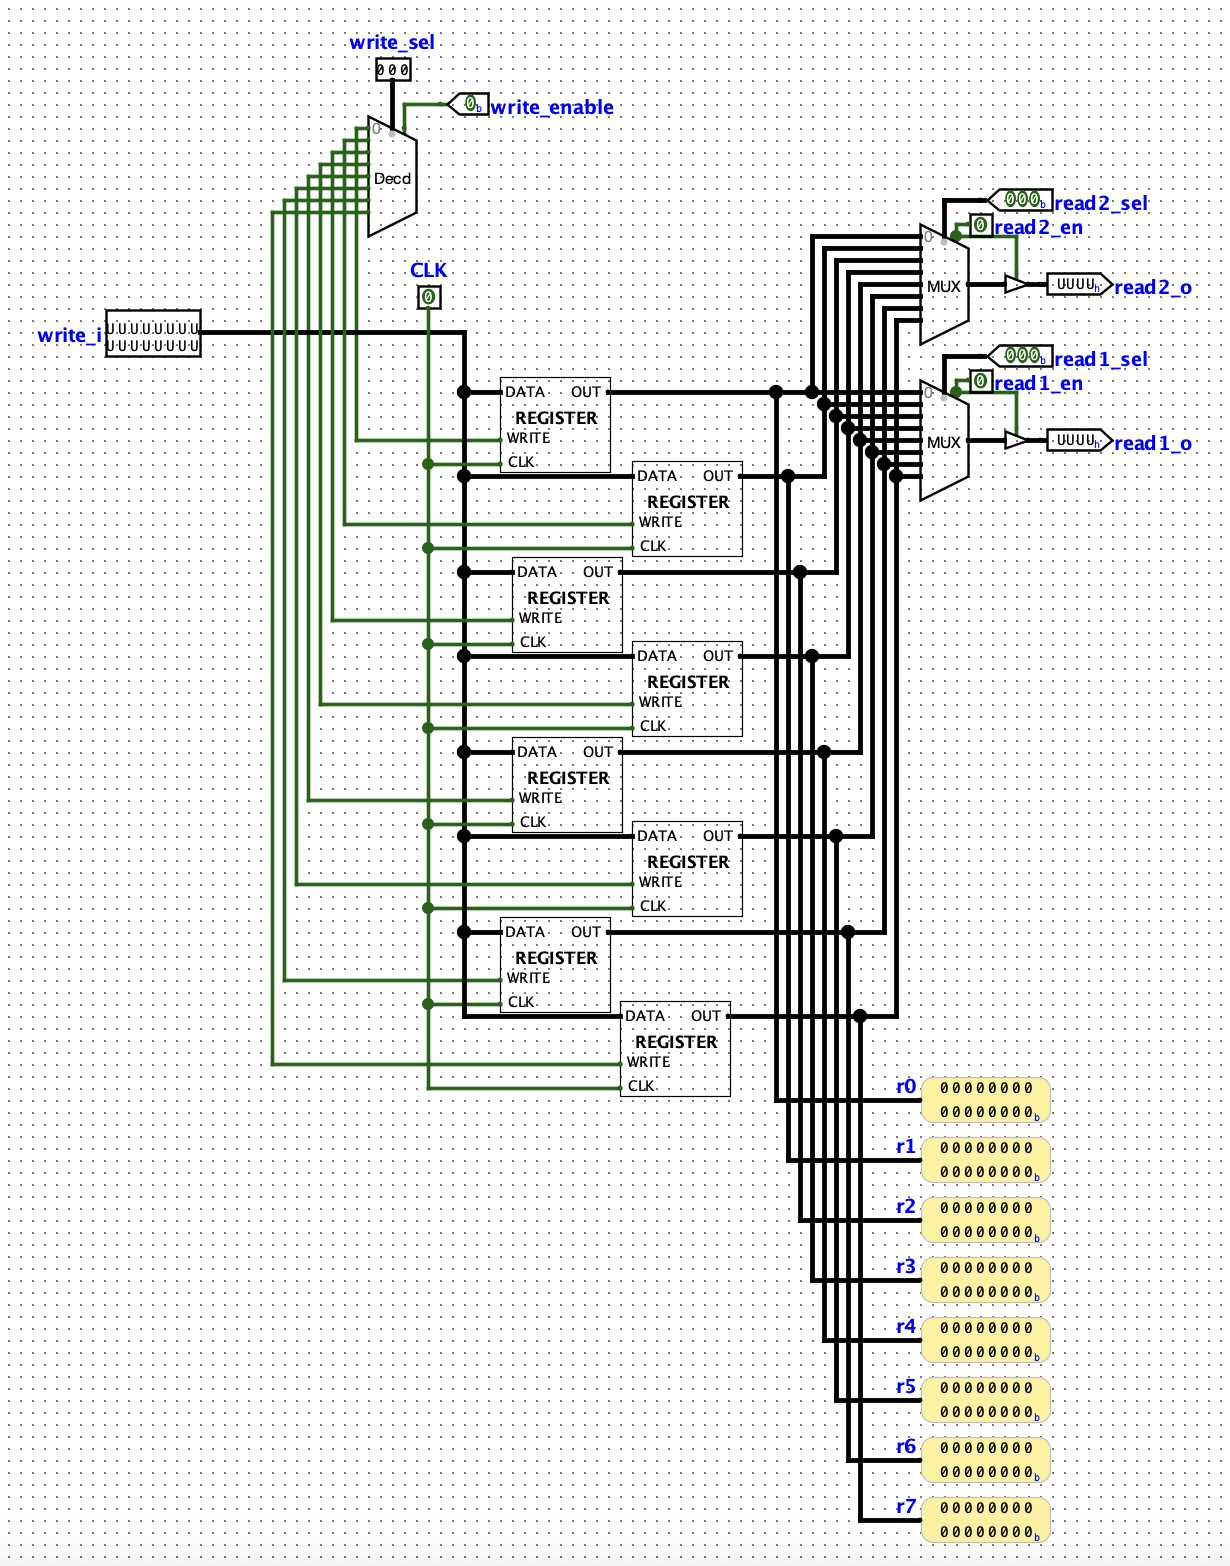 write_sel
000
0b write_enable
0
Decd
CLK
0
write_i
UUUUUUUU
UUUUUUUU
000b read2_sel
0 read2_en
0
MUX
UUUUh read2_o
000b read1_sel
0 read1_en
0
MUX
UUUUh read1_o
DATA OUT
REGISTER
WRITE
CLK
DATA OUT
REGISTER
WRITE
CLK
DATA OUT
REGISTER
WRITE
CLK
DATA OUT
REGISTER
WRITE
CLK
DATA OUT
REGISTER
WRITE
CLK
DATA OUT
REGISTER
WRITE
CLK
DATA OUT
REGISTER
WRITE
CLK
DATA OUT
REGISTER
WRITE
CLK
r0 00000000
00000000b
r1 00000000
00000000b
r2 00000000
00000000b
r3 00000000
00000000b
r4 00000000
00000000b
r5 00000000
00000000b
r6 00000000
00000000b
r7 00000000
00000000b